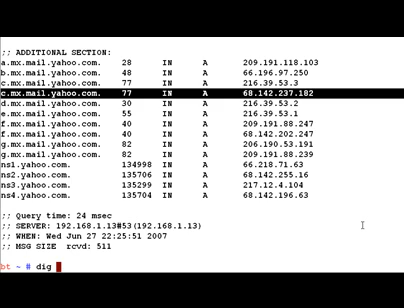 ;; ADDITIONAL SECTION:
a.mx.mail.yahoo.com. 28 IN A 209.191.118.103
b.mx.mail.yahoo.com. 48 IN A 66.196.97.250
c.mx.mail.yahoo.com. 77 IN A 216.39.53.3
c.mx.mail.yahoo.com. 77 IN A 68.142.237.182
d.mx.mail.yahoo.com. 30 IN A 216.39.53.2
e.mx.mail.yahoo.com. 55 IN A 216.39.53.1
f.mx.mail.yahoo.com. 40 IN A 209.191.88.247
f.mx.mail.yahoo.com. 40 IN A 68.142.202.247
g.mx.mail.yahoo.com. 82 IN A 206.190.53.191
g.mx.mail.yahoo.com. 82 IN A 209.191.88.239
ns1.yahoo.com. 134998 IN A 66.218.71.63
ns2.yahoo.com. 135706 IN A 68.142.255.16
ns3.yahoo.com. 135299 IN A 217.12.4.104
ns4.yahoo.com. 135704 IN A 68.142.196.63
;; Query time: 24 msec
;; SERVER: 192.168.1.13#53(192.168.1.13)
;; WHEN: Wed Jun 27 22:25:51 2007
;; MSG SIZE rcvd: 511
bt ~ # dig